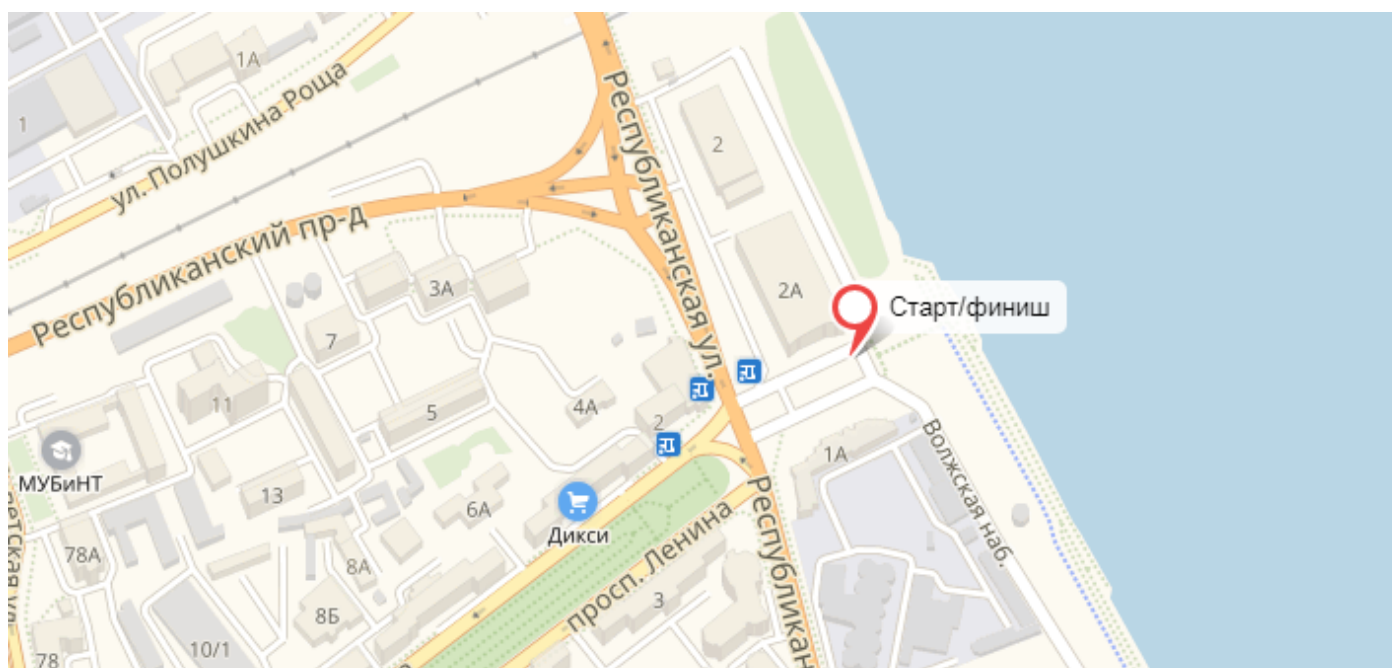 1А
1
ул. Полушкина Роща
Республиканская ул.
2
Республиканский пр-д
3А
2А
Старт/финиш
7
11
5
4А
2
1А
Волжская наб.
МУБиНТ
13
6А
Дикси
просп. Ленина
Республикан
78А
8А
8Б
3
10/1
78